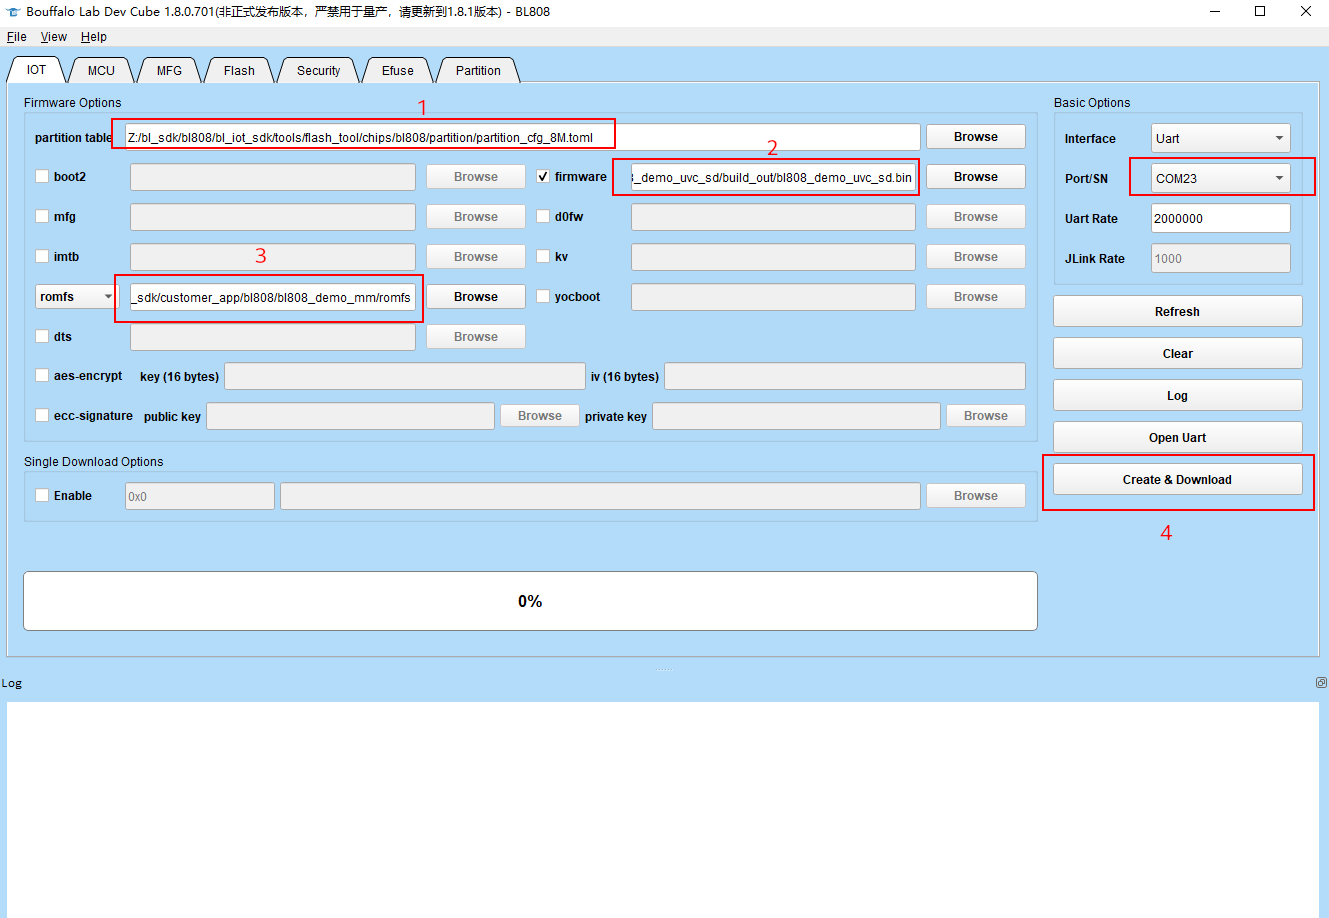 Bouffalo Lab Dev Cube 1.8.0.701(非正式发布版本，严禁用于量产，请更新到1.8.1版本) - BL808
File View Help
IOT MCU MFG Flash Security Efuse Partition
Firmware Options
1
partition table Z:/bl_sdk/bl808/bl_iot_sdk/tools/flash_tool/chips/bl808/partition/partition_cfg_8M.toml Browse
2
boot2 Browse firmware _demo_uvc_sd/build_out/bl808_demo_uvc_sd.bin Browse
mfg Browse d0fw Browse
imtb 3 Browse kv Browse
romfs _sdk/customer_app/bl808/bl808_demo_mm/romfs Browse yocboot Browse
dts Browse
aes-encrypt key (16 bytes) iv (16 bytes)
ecc-signature public key Browse private key Browse
Single Download Options
Enable 0x0 Browse
0%
Basic Options
Interface Uart
Port/SN COM23
Uart Rate 2000000
JLink Rate 1000
Refresh
Clear
Log
Open Uart
Create & Download
4
Log